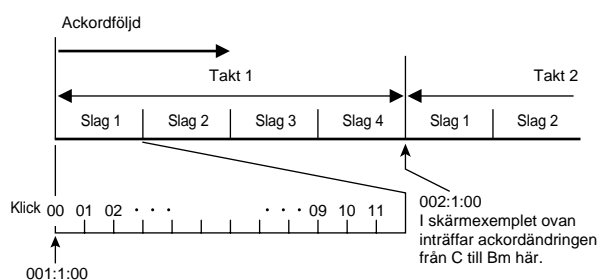 Ackordföljd
Takt 1 Takt 2
Slag 1 Slag 2 Slag 3 Slag 4 Slag 1 Slag 2
Klick 00 01 02 · · · · · · 09 10 11
001:1:00
002:1:00
I skärmexemplet ovan
inträffar ackordändringen
från C till Bm här.